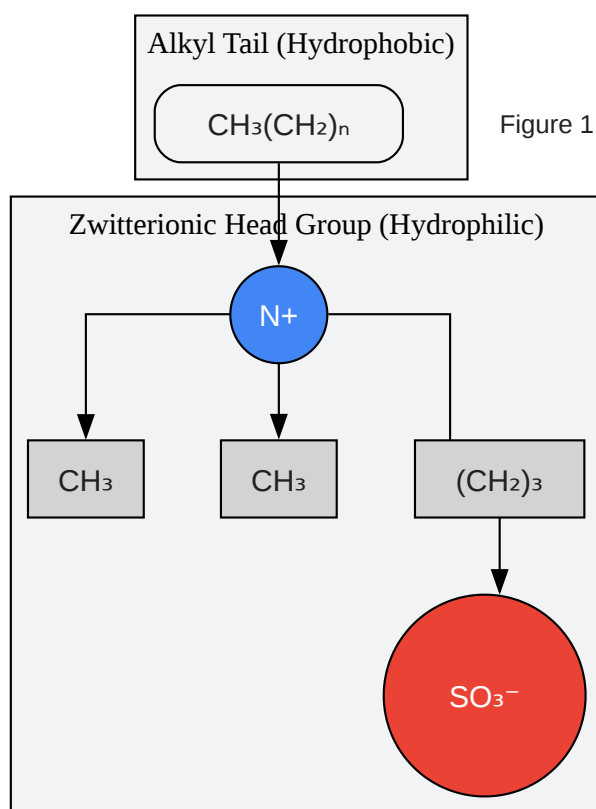 Alkyl Tail (Hydrophobic)
CH₃(CH₂)ₙ
Figure 1
Zwitterionic Head Group (Hydrophilic)
N+
CH₃
CH₃
(CH₂)₃
SO₃⁻